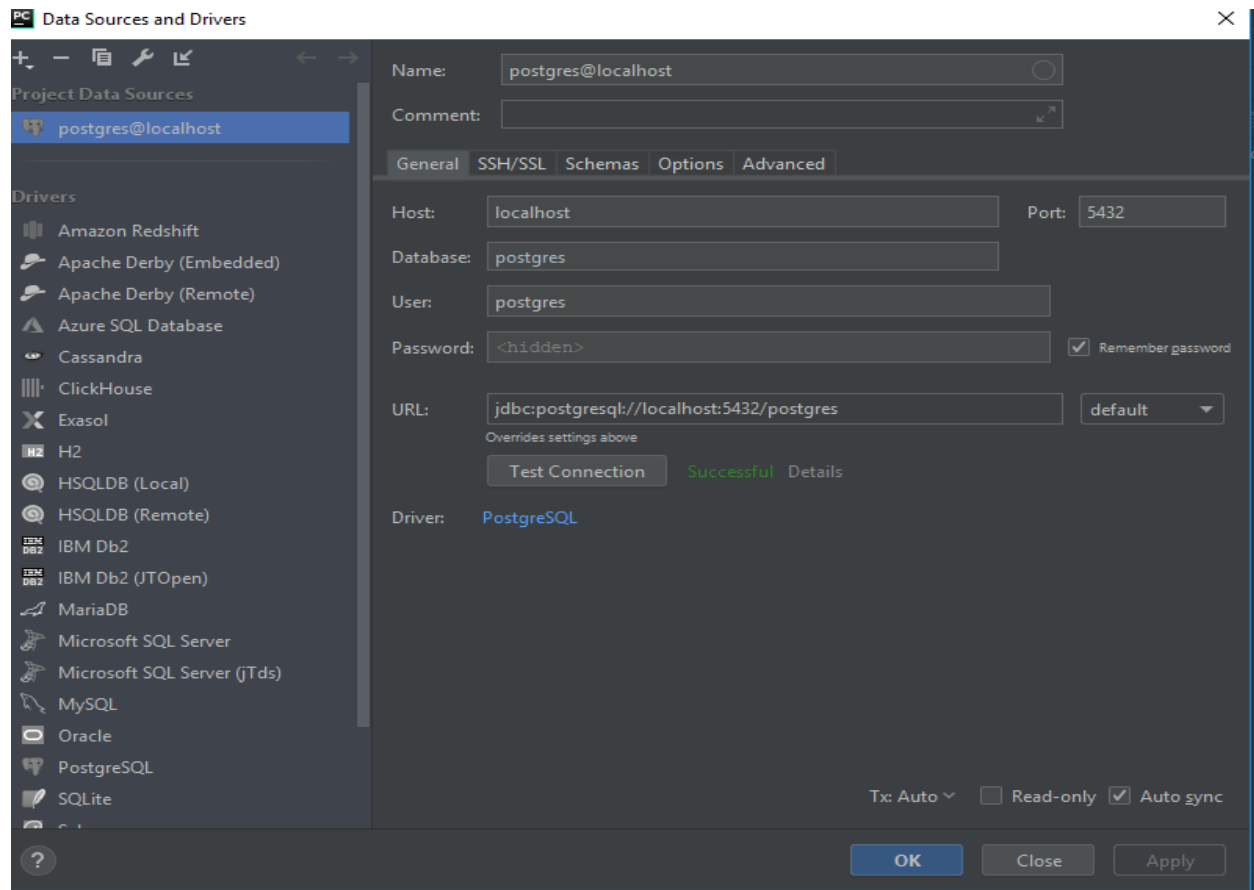 PC Data Sources and Drivers
Project Data Sources
postgres@localhost
Drivers
Amazon Redshift
Apache Derby (Embedded)
Apache Derby (Remote)
Azure SQL Database
Cassandra
ClickHouse
Exasol
H2 H2
HSQLDB (Local)
HSQLDB (Remote)
IBM DB2 IBM Db2
IBM DB2 IBM Db2 (JTOpen)
MariaDB
Microsoft SQL Server
Microsoft SQL Server (jTds)
MySQL
Oracle
PostgreSQL
SQLite
Name: postgres@localhost
Comment:
General SSH/SSL Schemas Options Advanced
Host: localhost Port: 5432
Database: postgres
User: postgres
Password: <hidden> Remember password
URL: jdbc:postgresql://localhost:5432/postgres default
Overrides settings above
Test Connection Successful Details
Driver: PostgreSQL
Tx: Auto Read-only Auto sync
? OK Close Apply